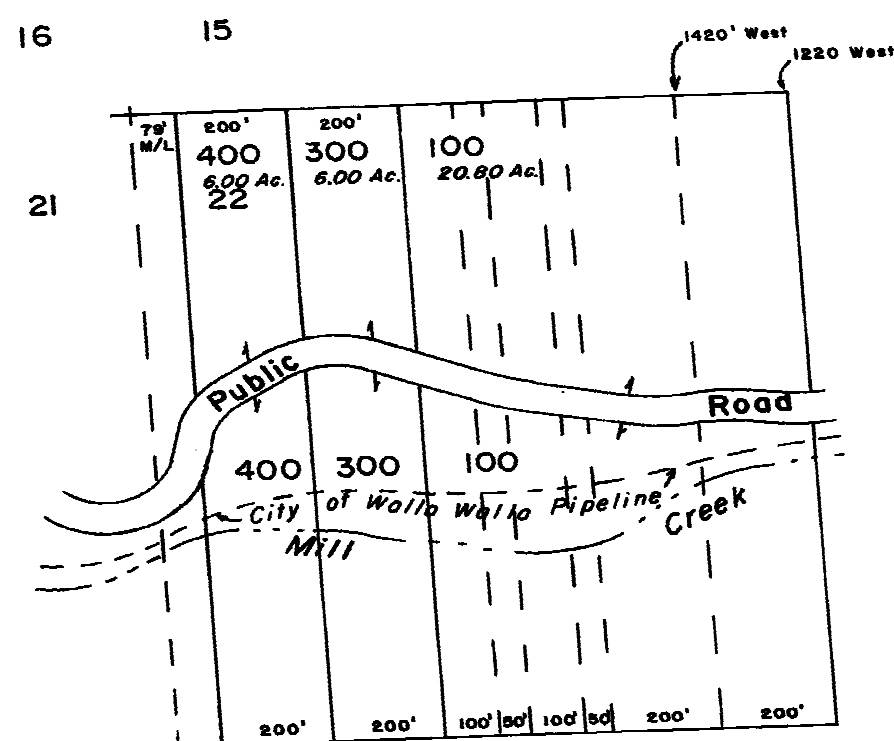 16
15
1420' West
1220 West
79' M/L
200'
200'
400
300
100
6.00 Ac.
6.00 Ac.
20.80 Ac.
22
21
Public
Road
400
300
100
City of Walla Walla Pipeline
Creek
Mill
200'
200'
100'
50'
100'
50'
200'
200'